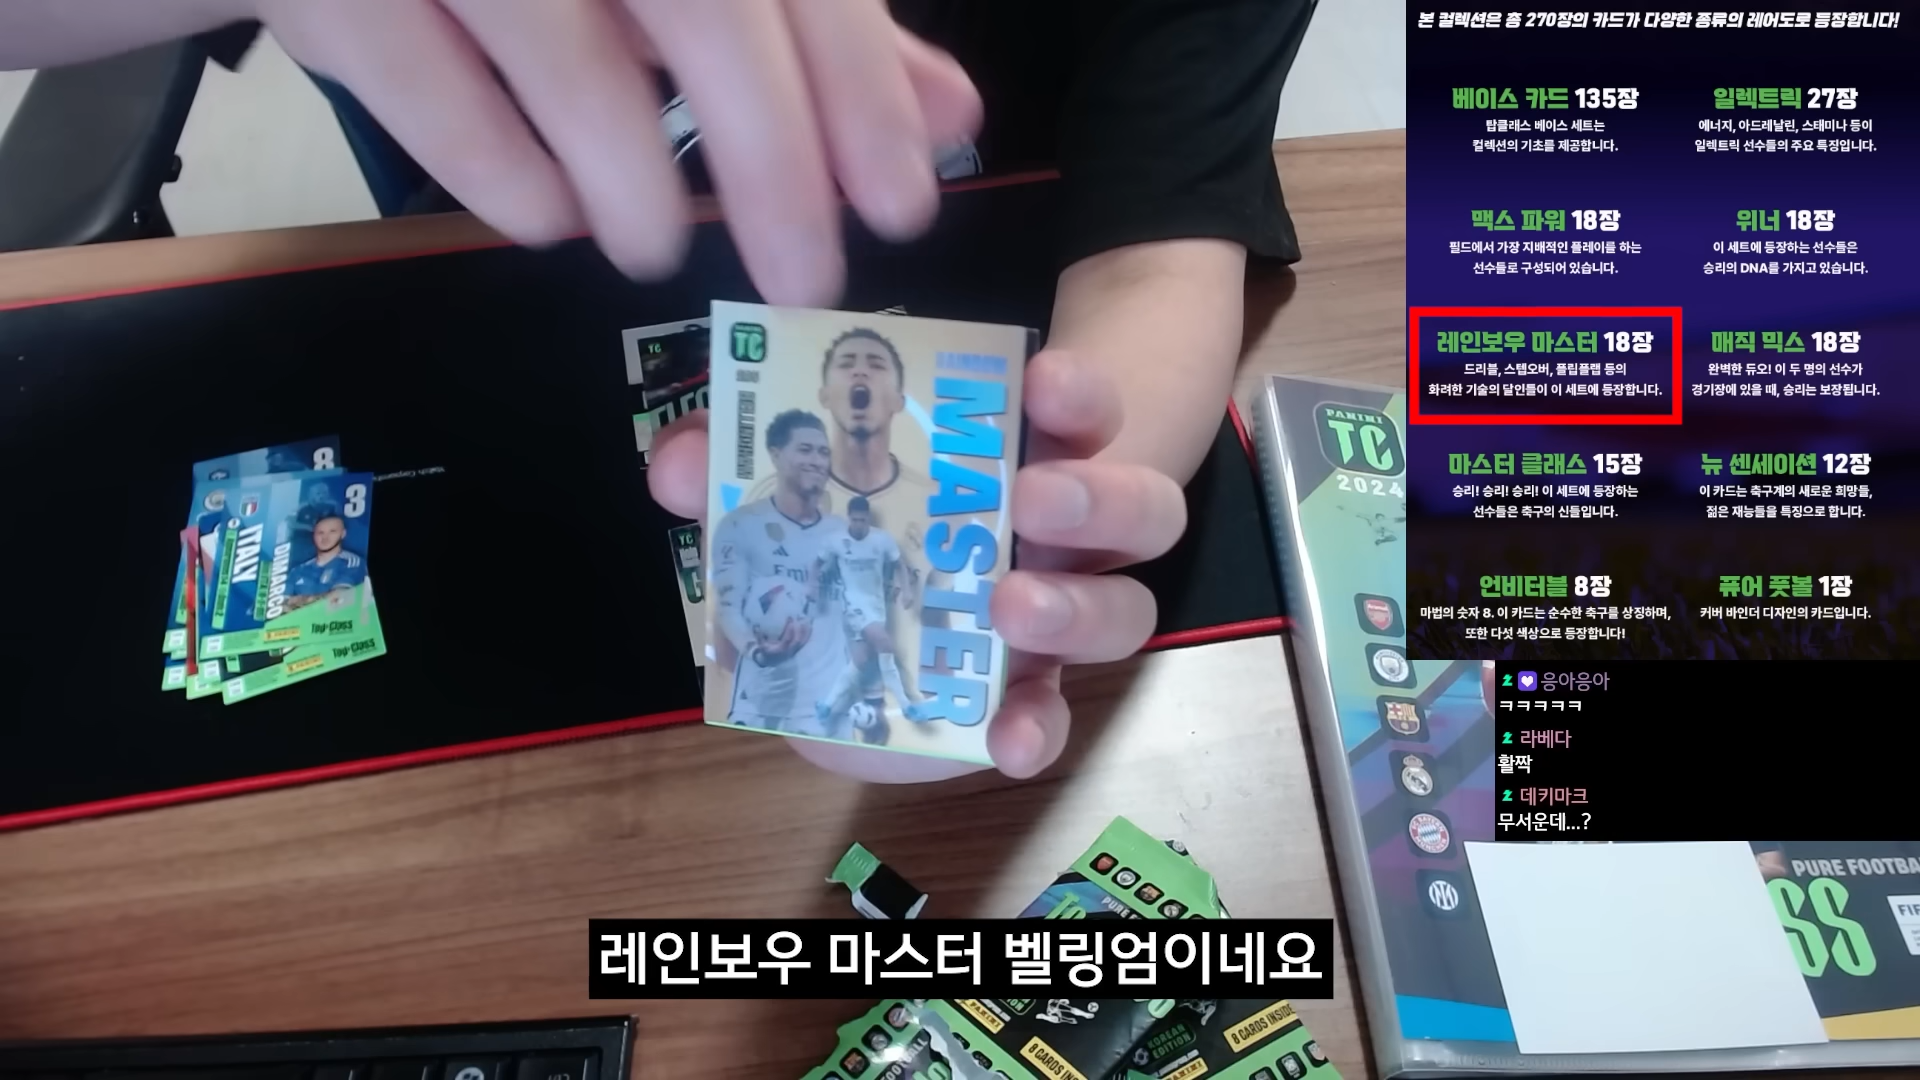 본 컬렉션은 총 270장의 카드가 다양한 종류의 레어도로 등장합니다!
베이스 카드 135장
탑클래스 베이스 세트는
컬렉션의 기초를 제공합니다.
일렉트릭 27장
에너지, 아드레날린, 스태미나 등이
일렉트릭 선수들의 주요 특징입니다.
맥스 파워 18장
필드에서 가장 지배적인 플레이를 하는
선수들로 구성되어 있습니다.
위너 18장
이 세트에 등장하는 선수들은
승리의 DNA를 가지고 있습니다.
레인보우 마스터 18장
드리블, 스텝오버, 플립플랩 등의
화려한 기술의 달인들이 이 세트에 등장합니다.
매직 믹스 18장
완벽한 듀오! 이 두 명의 선수가
경기장에 있을 때, 승리는 보장됩니다.
마스터 클래스 15장
승리! 승리! 승리! 이 세트에 등장하는
선수들은 축구의 신들입니다.
뉴 센세이션 12장
이 카드는 축구계의 새로운 희망들,
젊은 재능들을 특징으로 합니다.
언비터블 8장
마법의 숫자 8. 이 카드는 순수한 축구를 상징하며,
또한 다섯 색상으로 등장합니다!
퓨어 풋볼 1장
커버 바인더 디자인의 카드입니다.
응아응아
ㅋㅋㅋㅋㅋ
라베다
활짝
데키마크
무서운데...?
TC
BELLINGHAM
RAINBOW
MASTER
TC
8
3
ITALY
DIMARCO
Top Class
Top Class
PANINI
TC
2024
PURE FOOTBA
SS
FIF
레인보우 마스터 벨링엄이네요
PANINI
8 CARDS IN
KOREAN
EDITION
8 CARDS INSIDE
PANINI